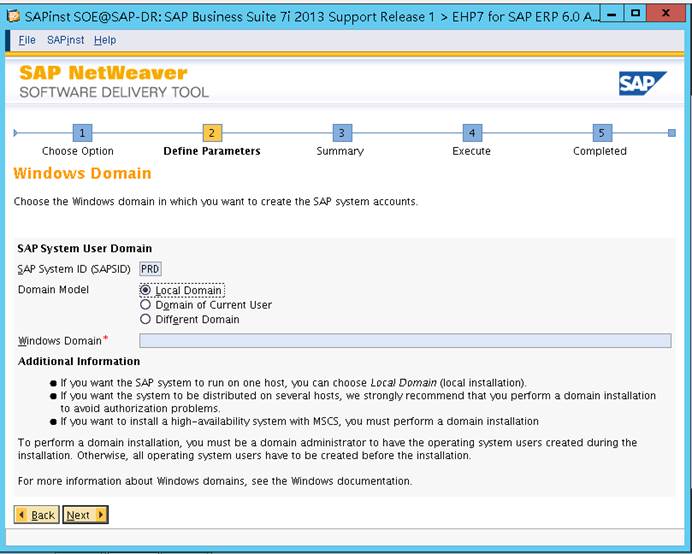 SAPinst SOE@SAP-DR: SAP Business Suite 7i 2013 Support Release 1 > EHP7 for SAP ERP 6.0 A...
File SAPinst Help
SAP NetWeaver
SOFTWARE DELIVERY TOOL
SAP
1 2 3 4 5
Choose Option Define Parameters Summary Execute Completed
Windows Domain
Choose the Windows domain in which you want to create the SAP system accounts.
SAP System User Domain
SAP System ID (SAPSID) PRD
Domain Model Local Domain
Domain of Current User
Different Domain
Windows Domain*
Additional Information
● If you want the SAP system to run on one host, you can choose Local Domain (local installation).
● If you want the system to be distributed on several hosts, we strongly recommend that you perform a domain installation
to avoid authorization problems.
● If you want to install a high-availability system with MSCS, you must perform a domain installation
To perform a domain installation, you must be a domain administrator to have the operating system users created during the
installation. Otherwise, all operating system users have to be created before the installation.
For more information about Windows domains, see the Windows documentation.
Back Next